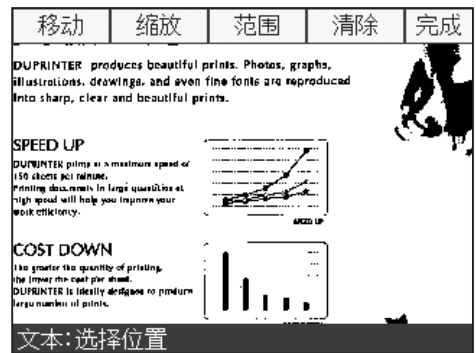 移动 缩放 范围 清除 完成
DUPRINTER produces beautiful prints. Photos, graphs,
illustrations, drawings, and even fine fonts are reproduced
into sharp, clear and beautiful prints.
SPEED UP
DUPRINTER prints at a maximum speed of
150 sheets per minute.
Printing documents in large quantities at
high speed will help you improve your
work efficiency.
SPEED UP
COST DOWN
The greater the quantity of printing,
the lower the cost per sheet.
DUPRINTER is ideally designed to produce
large number of prints.
文本:选择位置